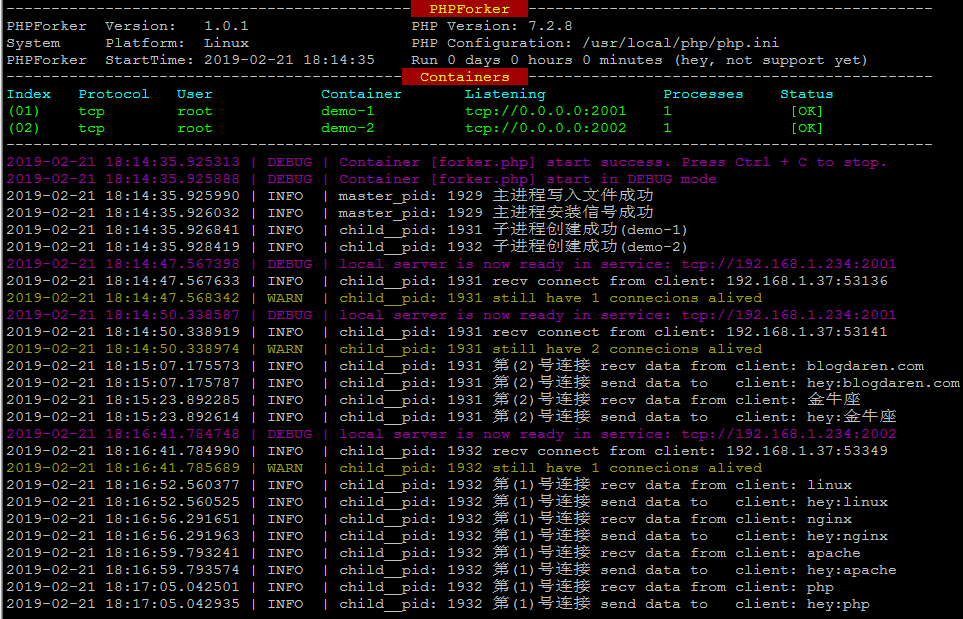 PHPForker
PHPForker  Version:   1.0.1                  PHP Version: 7.2.8
System     Platform:  Linux                  PHP Configuration: /usr/local/php/php.ini
PHPForker  StartTime: 2019-02-21 18:14:35    Run 0 days 0 hours 0 minutes (hey, not support yet)
Containers
Index   Protocol   User            Container       Listening             Processes    Status
(01)    tcp        root            demo-1          tcp://0.0.0.0:2001    1             [OK]
(02)    tcp        root            demo-2          tcp://0.0.0.0:2002    1             [OK]
2019-02-21 18:14:35.925313 | DEBUG | Container [forker.php] start success. Press Ctrl + C to stop.
2019-02-21 18:14:35.925888 | DEBUG | Container [forker.php] start in DEBUG mode
2019-02-21 18:14:35.925990 | INFO  | master_pid: 1929 主进程写入文件成功
2019-02-21 18:14:35.926032 | INFO  | master_pid: 1929 主进程安装信号成功
2019-02-21 18:14:35.926841 | INFO  | child__pid: 1931 子进程创建成功(demo-1)
2019-02-21 18:14:35.928419 | INFO  | child__pid: 1932 子进程创建成功(demo-2)
2019-02-21 18:14:47.567398 | DEBUG | local server is now ready in service: tcp://192.168.1.234:2001
2019-02-21 18:14:47.567633 | INFO  | child__pid: 1931 recv connect from client: 192.168.1.37:53136
2019-02-21 18:14:47.568342 | WARN  | child__pid: 1931 still have 1 connecions alived
2019-02-21 18:14:50.338587 | DEBUG | local server is now ready in service: tcp://192.168.1.234:2001
2019-02-21 18:14:50.338919 | INFO  | child__pid: 1931 recv connect from client: 192.168.1.37:53141
2019-02-21 18:14:50.338974 | WARN  | child__pid: 1931 still have 2 connecions alived
2019-02-21 18:15:07.175573 | INFO  | child__pid: 1931 第(2)号连接 recv data from client: blogdaren.com
2019-02-21 18:15:07.175787 | INFO  | child__pid: 1931 第(2)号连接 send data to   client: hey:blogdaren.com
2019-02-21 18:15:23.892285 | INFO  | child__pid: 1931 第(2)号连接 recv data from client: 金牛座
2019-02-21 18:15:23.892614 | INFO  | child__pid: 1931 第(2)号连接 send data to   client: hey:金牛座
2019-02-21 18:16:41.784748 | DEBUG | local server is now ready in service: tcp://192.168.1.234:2002
2019-02-21 18:16:41.784990 | INFO  | child__pid: 1932 recv connect from client: 192.168.1.37:53349
2019-02-21 18:16:41.785689 | WARN  | child__pid: 1932 still have 1 connecions alived
2019-02-21 18:16:52.560377 | INFO  | child__pid: 1932 第(1)号连接 recv data from client: linux
2019-02-21 18:16:52.560525 | INFO  | child__pid: 1932 第(1)号连接 send data to   client: hey:linux
2019-02-21 18:16:56.291651 | INFO  | child__pid: 1932 第(1)号连接 recv data from client: nginx
2019-02-21 18:16:56.291963 | INFO  | child__pid: 1932 第(1)号连接 send data to   client: hey:nginx
2019-02-21 18:16:59.793241 | INFO  | child__pid: 1932 第(1)号连接 recv data from client: apache
2019-02-21 18:16:59.793574 | INFO  | child__pid: 1932 第(1)号连接 send data to   client: hey:apache
2019-02-21 18:17:05.042501 | INFO  | child__pid: 1932 第(1)号连接 recv data from client: php
2019-02-21 18:17:05.042935 | INFO  | child__pid: 1932 第(1)号连接 send data to   client: hey:php